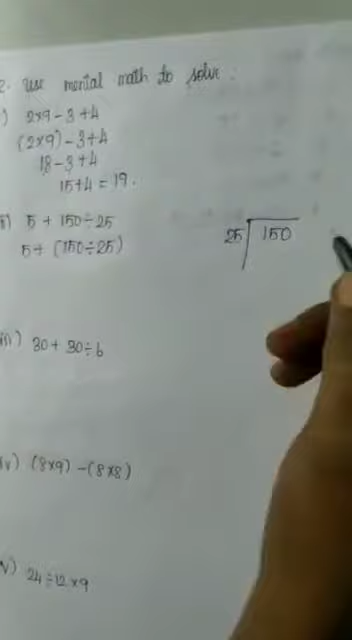 2. Use mental math to solve.
) 2×9-3+4
(2×9)-3+4
18-3+4
15+4=19.
ii) 5+150÷25
5+(150÷25)
25 150
iii) 30+30÷6
iv) (8×9)-(8×8)
v) 24÷12×9